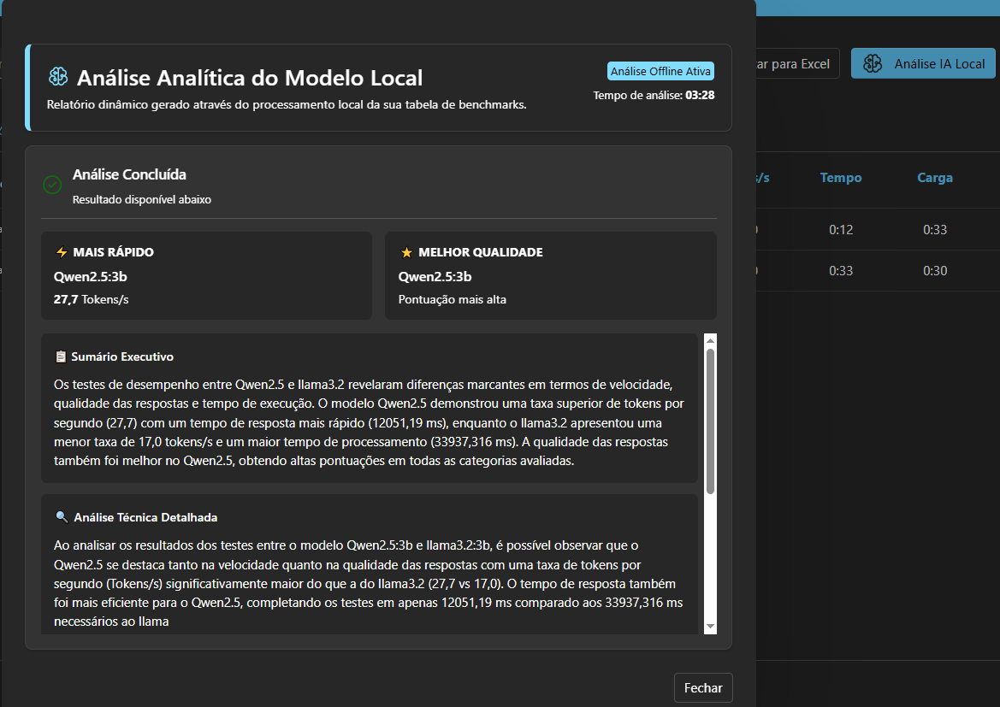 Análise Analítica do Modelo Local
Relatório dinâmico gerado através do processamento local da sua tabela de benchmarks.
Análise Offline Ativa
Tempo de análise: 03:28
para Excel
Análise IA Local
Análise Concluída
Resultado disponível abaixo
⚡ MAIS RÁPIDO
Qwen2.5:3b
27,7 Tokens/s
⭐ MELHOR QUALIDADE
Qwen2.5:3b
Pontuação mais alta
📋 Sumário Executivo
Os testes de desempenho entre Qwen2.5 e llama3.2 revelaram diferenças marcantes em termos de velocidade,
qualidade das respostas e tempo de execução. O modelo Qwen2.5 demonstrou uma taxa superior de tokens por
segundo (27,7) com um tempo de resposta mais rápido (12051,19 ms), enquanto o llama3.2 apresentou uma
menor taxa de 17,0 tokens/s e um maior tempo de processamento (33937,316 ms). A qualidade das respostas
também foi melhor no Qwen2.5, obtendo altas pontuações em todas as categorias avaliadas.
🔍 Análise Técnica Detalhada
Ao analisar os resultados dos testes entre o modelo Qwen2.5:3b e llama3.2:3b, é possível observar que o
Qwen2.5 se destaca tanto na velocidade quanto na qualidade das respostas com uma taxa de tokens por
segundo (Tokens/s) significativamente maior do que a do llama3.2 (27,7 vs 17,0). O tempo de resposta também
foi mais eficiente para o Qwen2.5, completando os testes em apenas 12051,19 ms comparado aos 33937,316 ms
necessários ao llama
Fechar
/s Tempo Carga
0:12 0:33
0:33 0:30